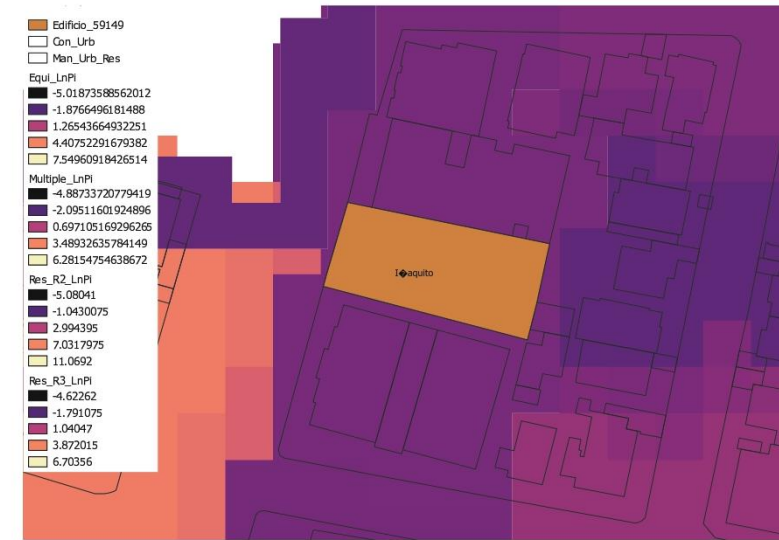 Edificio_59149
Con_Urb
Man_Urb_Res
Equi_LnPi
-5.01873588562012
-1.8766496181488
1.26543664932251
4.40752291679382
7.54960918426514
Multiple_LnPi
-4.88733720779419
-2.09511601924896
0.697105169296265
3.48932635784149
6.28154754638672
Res_R2_LnPi
-5.08041
-1.0430075
2.994395
7.0317975
11.0692
Res_R3_LnPi
-4.62262
-1.791075
1.04047
3.872015
6.70356
I�aquito